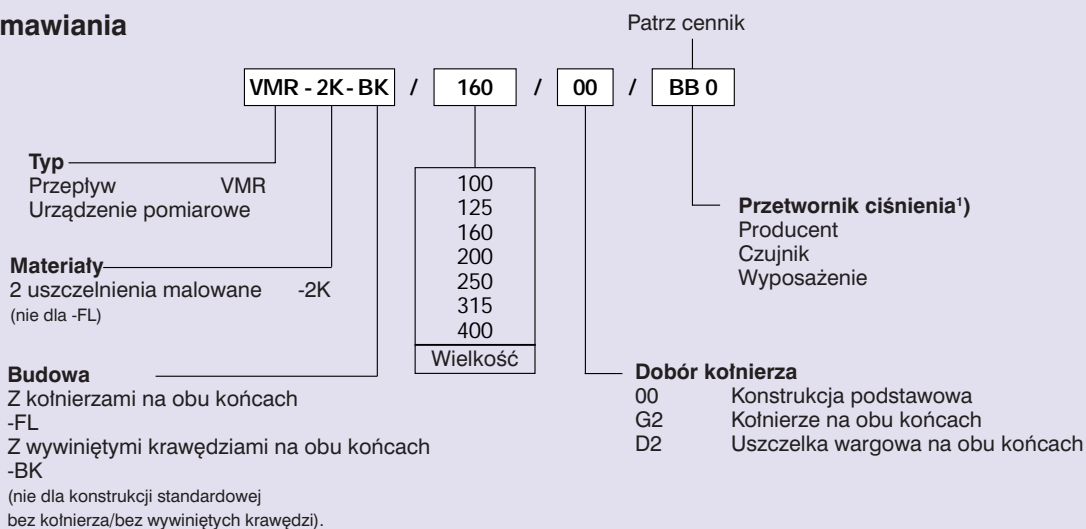 mawiania
Patrz cennik
VMR - 2K - BK / 160 / 00 / BB 0
Typ
Przepływ VMR
Urządzenie pomiarowe
Materiały
2 uszczelnienia malowane -2K
(nie dla -FL)
Budowa
Z kołnierzami na obu końcach
-FL
Z wywiniętymi krawędziami na obu końcach
-BK
(nie dla konstrukcji standardowej
bez kołnierza/bez wywiniętych krawędzi).
100
125
160
200
250
315
400
Wielkość
Przetwornik ciśnienia¹)
Producent
Czujnik
Wyposażenie
Dobór kołnierza
00 Konstrukcja podstawowa
G2 Kołnierze na obu końcach
D2 Uszczelka wargowa na obu końcach